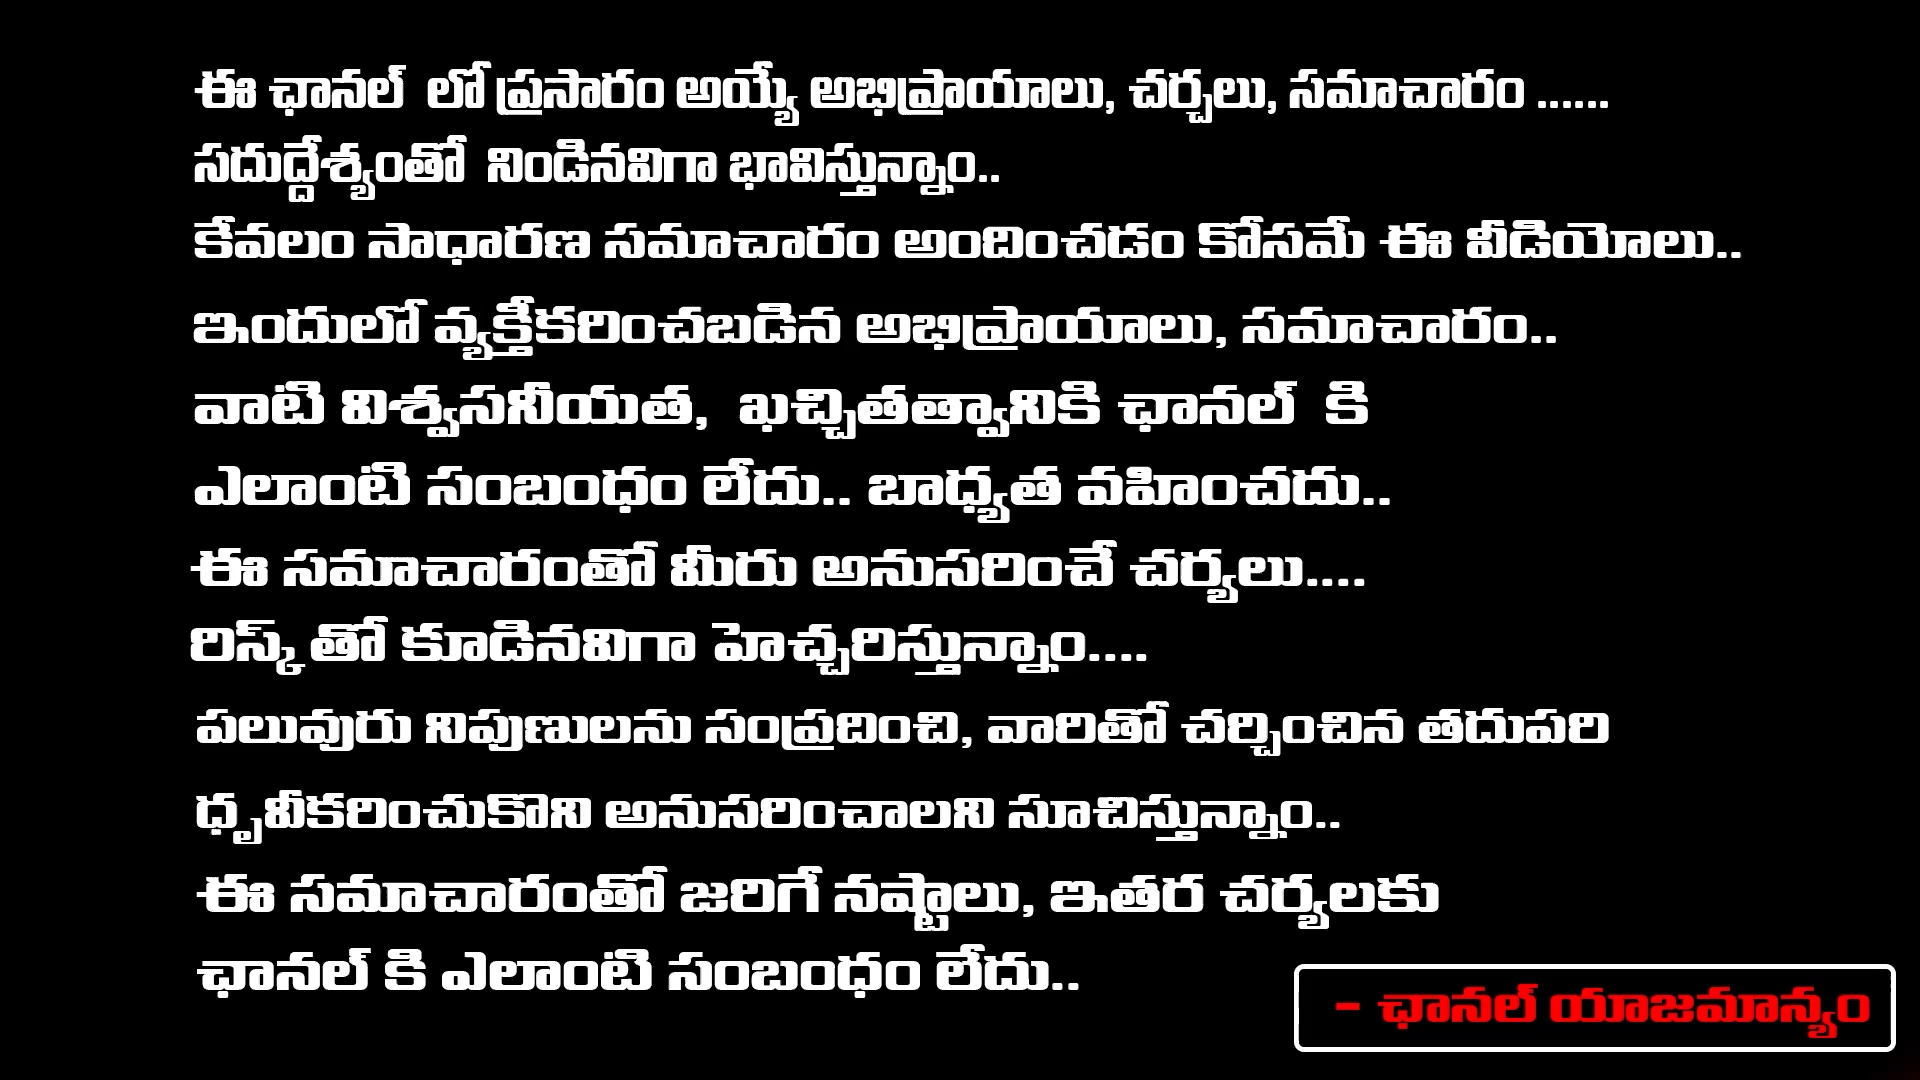 ఈ ఛానల్ లో ప్రసారం అయ్యే అభిప్రాయాలు, చర్చలు, సమాచారం ......
సదుద్దేశ్యంతో నిండినవిగా భావిస్తున్నాం..
కేవలం సాధారణ సమాచారం అందించడం కోసమే ఈ వీడియోలు..
ఇందులో వ్యక్తీకరించబడిన అభిప్రాయాలు, సమాచారం..
వాటి విశ్వసనీయత, ఖచ్చితత్వానికి ఛానల్ కి
ఎలాంటి సంబంధం లేదు.. బాధ్యత వహించదు..
ఈ సమాచారంతో మీరు అనుసరించే చర్యలు....
రిస్క్ తో కూడినవిగా హెచ్చరిస్తున్నాం....
పలువురు నిపుణులను సంప్రదించి, వారితో చర్చించిన తదుపరి
ధృవీకరించుకొని అనుసరించాలని సూచిస్తున్నాం..
ఈ సమాచారంతో జరిగే నష్టాలు, ఇతర చర్యలకు
ఛానల్ కి ఎలాంటి సంబంధం లేదు..
- ఛానల్ యాజమాన్యం